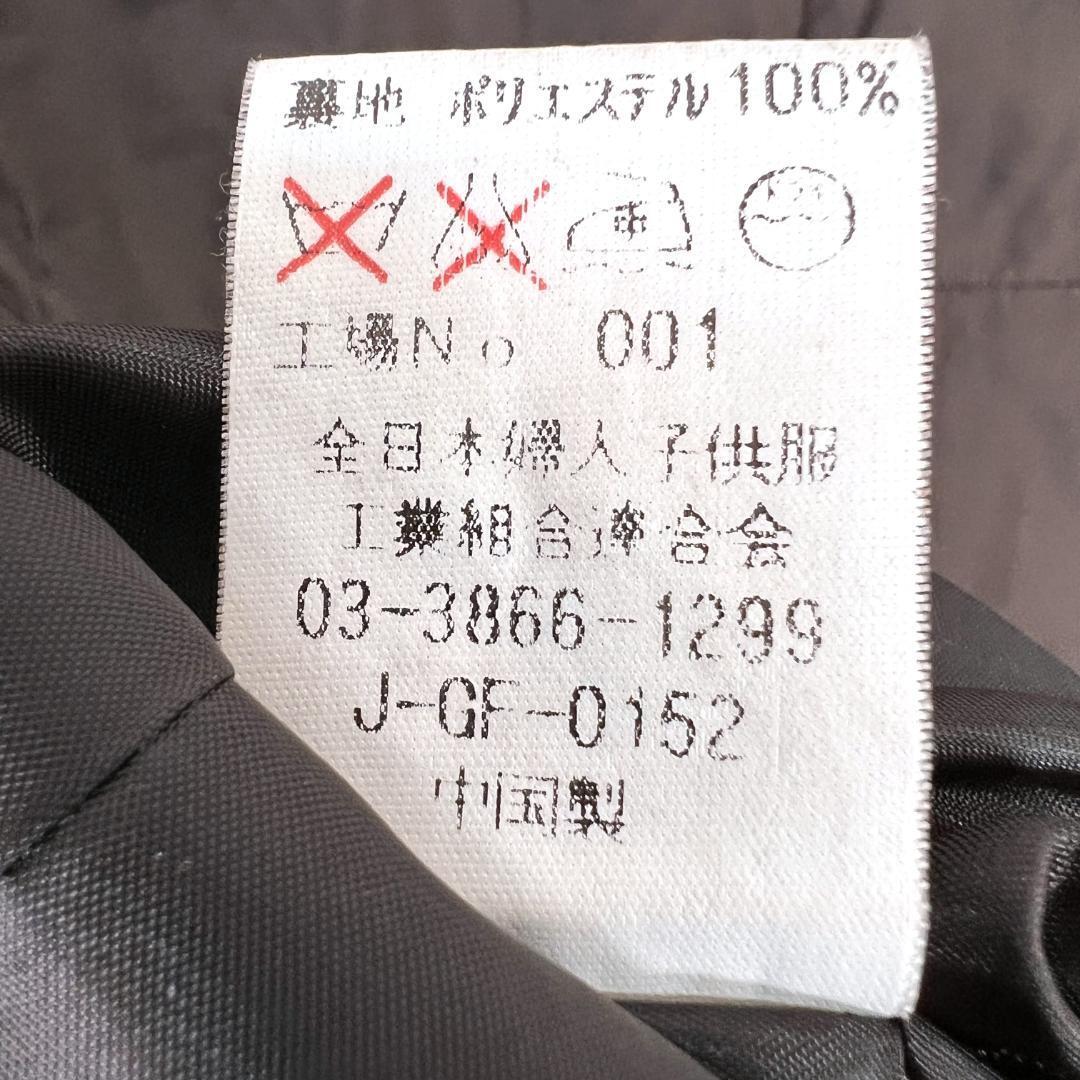 裏地 ポリエステル100%
中
工場No 001
全日本婦人子供服
工業組合連合会
03-3866-1299
J-GF-0152
中国製